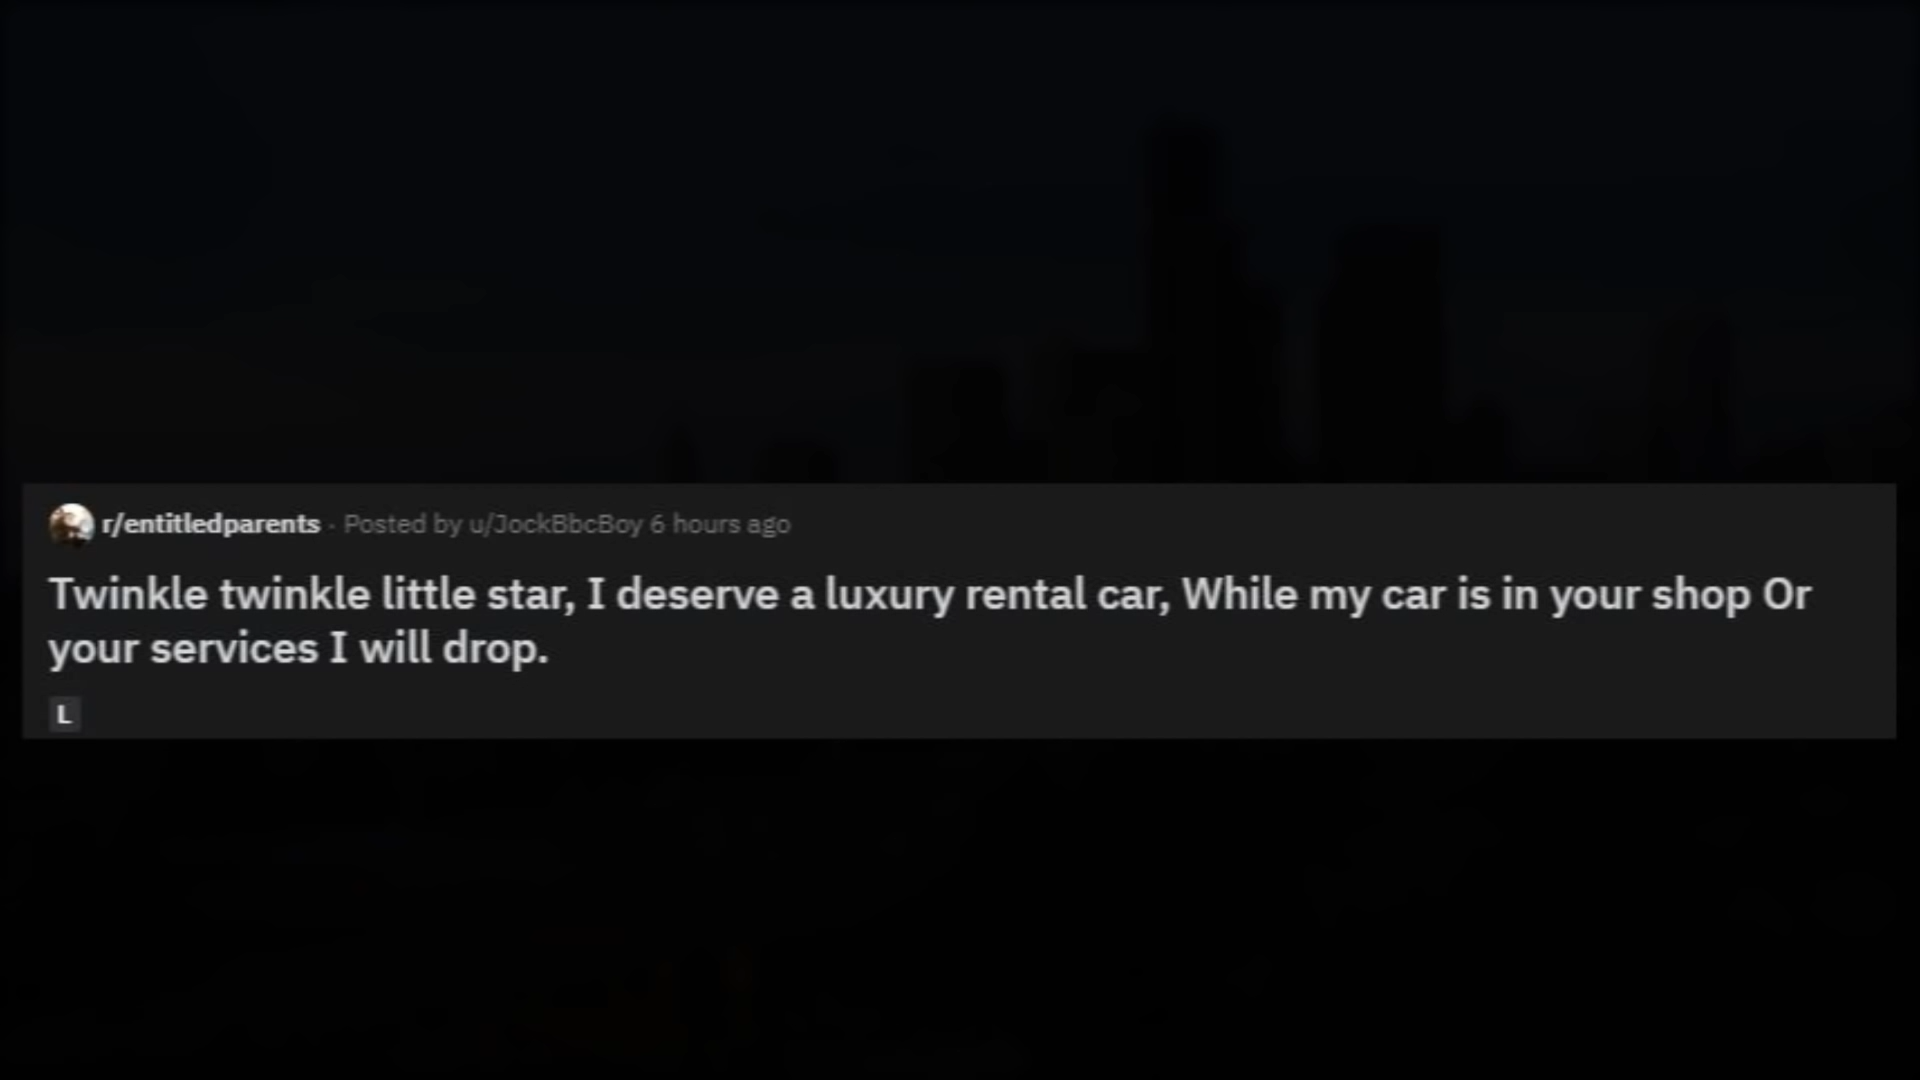 r/entitledparents · Posted by u/JockBbcBoy 6 hours ago
Twinkle twinkle little star, I deserve a luxury rental car, While my car is in your shop Or
your services I will drop.
L